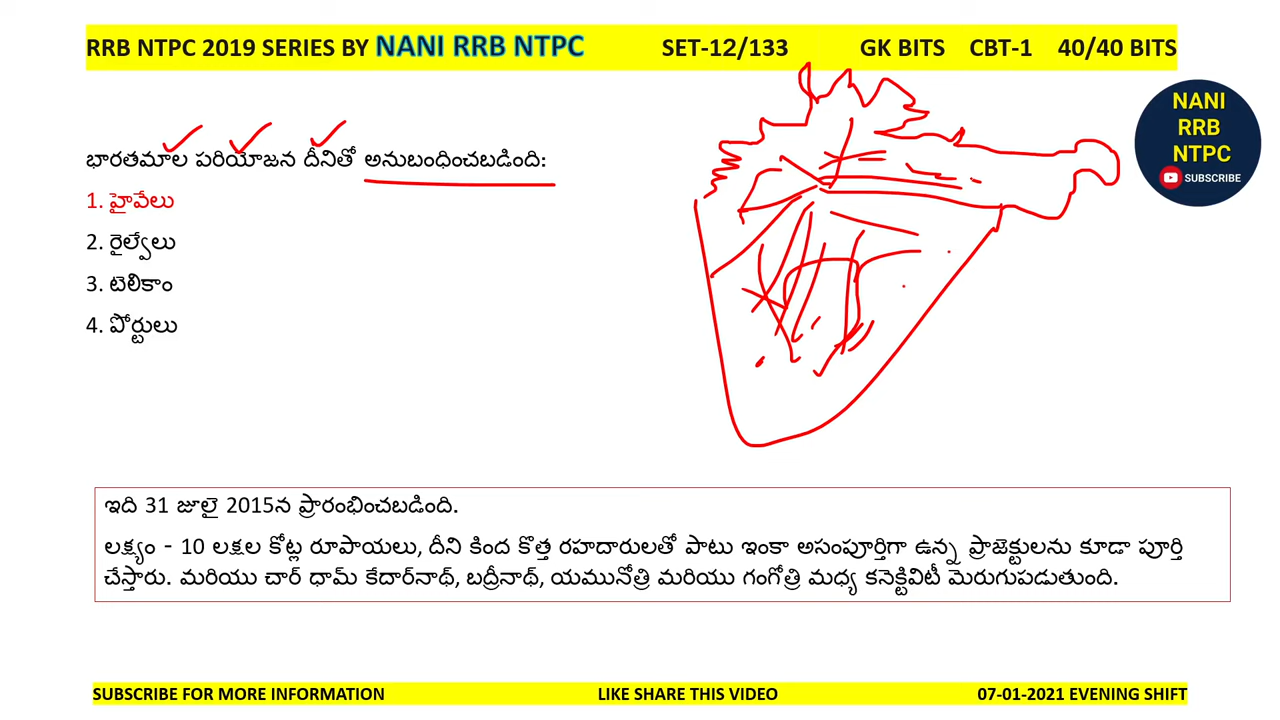 RRB NTPC 2019 SERIES BY NANI RRB NTPC SET-12/133 GK BITS CBT-1 40/40 BITS
NANI
RRB
NTPC
SUBSCRIBE
భారతమాల పరియోజన దీనితో అనుబంధించబడింది:
1. హైవేలు
2. రైల్వేలు
3. టెలికాం
4. పోర్టులు
ఇది 31 జూలై 2015న ప్రారంభించబడింది.
లక్ష్యం - 10 లక్షల కోట్ల రూపాయలు, దీని కింద కొత్త రహదారులతో పాటు ఇంకా అసంపూర్తిగా ఉన్న ప్రాజెక్టులను కూడా పూర్తి
చేస్తారు. మరియు చార్ ధామ్ కేదార్‌నాథ్, బద్రీనాథ్, యమునోత్రి మరియు గంగోత్రి మధ్య కనెక్టివిటీ మెరుగుపడుతుంది.
SUBSCRIBE FOR MORE INFORMATION LIKE SHARE THIS VIDEO 07-01-2021 EVENING SHIFT